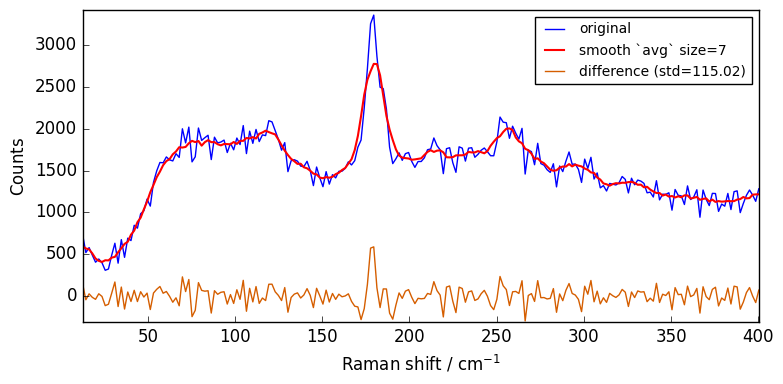 original
smooth `avg` size=7
difference (std=115.02)
Counts
3000
2500
2000
1500
1000
500
0
50 100 150 200 250 300 350 400
Raman shift / cm⁻¹